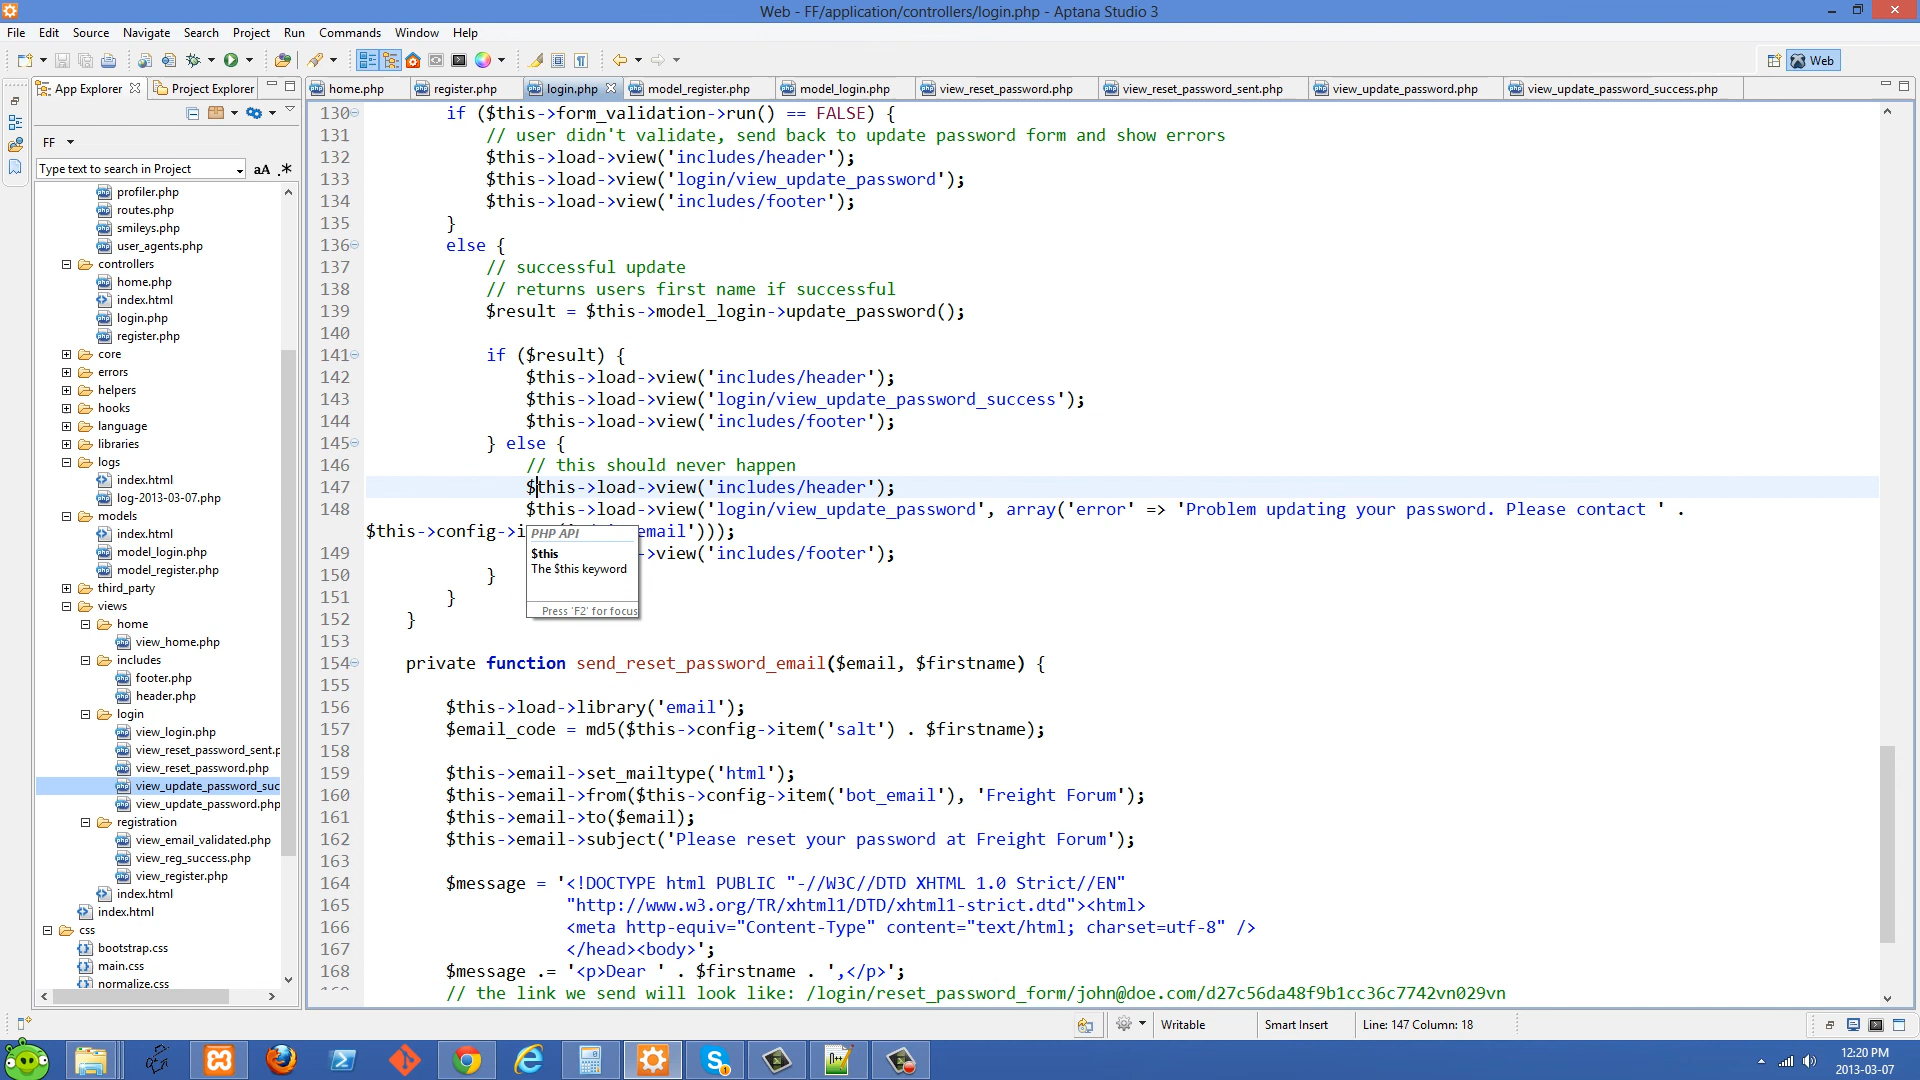 Web - FF/application/controllers/login.php - Aptana Studio 3
File Edit Source Navigate Search Project Run Commands Window Help
Web
App Explorer Project Explorer
home.php register.php login.php model_register.php model_login.php view_reset_password.php view_reset_password_sent.php view_update_password.php view_update_password_success.php
FF
Type text to search in Project
aA .*
profiler.php
routes.php
smileys.php
user_agents.php
controllers
home.php
index.html
login.php
register.php
core
errors
helpers
hooks
language
libraries
logs
index.html
log-2013-03-07.php
models
index.html
model_login.php
model_register.php
third_party
views
home
view_home.php
includes
footer.php
header.php
login
view_login.php
view_reset_password_sent.p
view_reset_password.php
view_update_password_suc
view_update_password.php
registration
view_email_validated.php
view_reg_success.php
view_register.php
index.html
index.html
css
bootstrap.css
main.css
normalize.css
130 if ($this->form_validation->run() == FALSE) {
131 // user didn't validate, send back to update password form and show errors
132 $this->load->view('includes/header');
133 $this->load->view('login/view_update_password');
134 $this->load->view('includes/footer');
135 }
136 else {
137 // successful update
138 // returns users first name if successful
139 $result = $this->model_login->update_password();
140
141 if ($result) {
142 $this->load->view('includes/header');
143 $this->load->view('login/view_update_password_success');
144 $this->load->view('includes/footer');
145 } else {
146 // this should never happen
147 $this->load->view('includes/header');
148 $this->load->view('login/view_update_password', array('error' => 'Problem updating your password. Please contact ' .
$this->config->i email')));
149 ->view('includes/footer');
150 }
151 }
152 }
153
154 private function send_reset_password_email($email, $firstname) {
155
156 $this->load->library('email');
157 $email_code = md5($this->config->item('salt') . $firstname);
158
159 $this->email->set_mailtype('html');
160 $this->email->from($this->config->item('bot_email'), 'Freight Forum');
161 $this->email->to($email);
162 $this->email->subject('Please reset your password at Freight Forum');
163
164 $message = '<!DOCTYPE html PUBLIC "-//W3C//DTD XHTML 1.0 Strict//EN"
165 "http://www.w3.org/TR/xhtml1/DTD/xhtml1-strict.dtd"><html>
166 <meta http-equiv="Content-Type" content="text/html; charset=utf-8" />
167 </head><body>';
168 $message .= '<p>Dear ' . $firstname . ',</p>';
// the link we send will look like: /login/reset_password_form/john@doe.com/d27c56da48f9b1cc36c7742vn029vn
PHP API
$this
The $this keyword
Press 'F2' for focus
Writable Smart Insert Line: 147 Column: 18
12:20 PM
2013-03-07